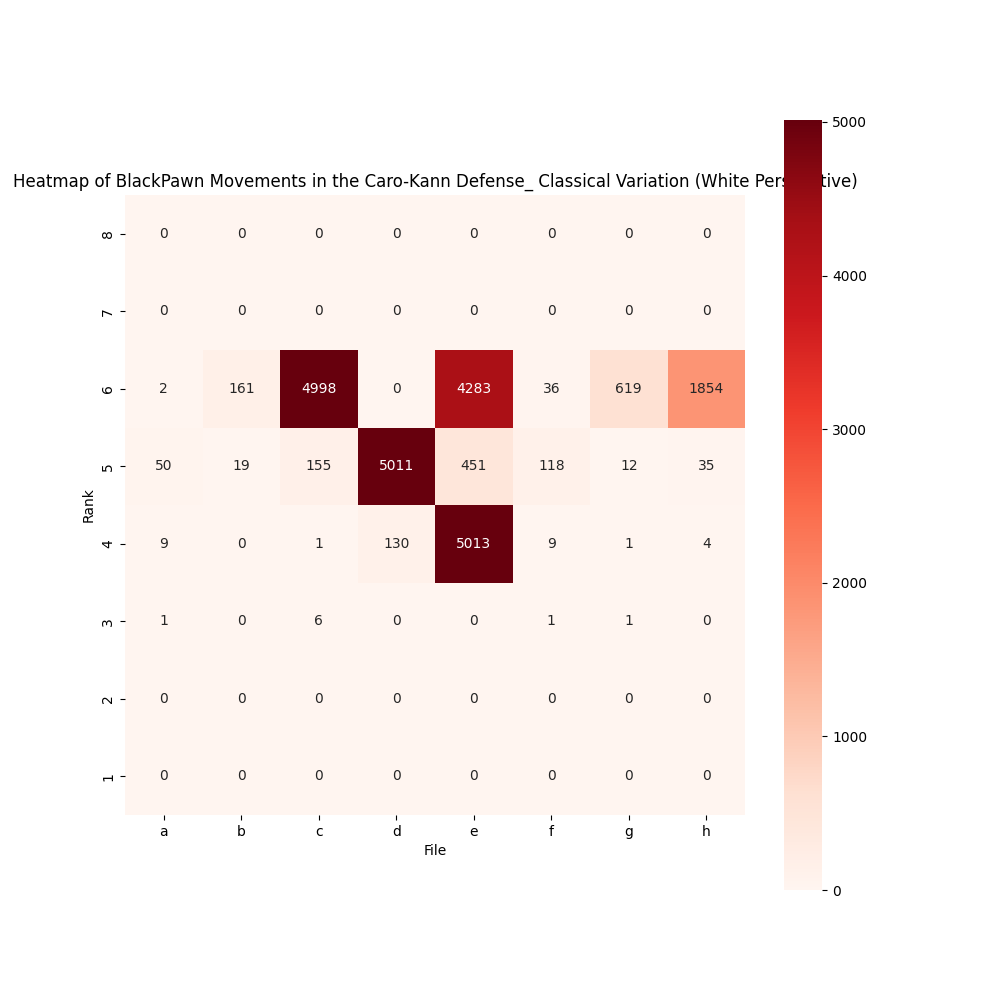 Heatmap of BlackPawn Movements in the Caro-Kann Defense_ Classical Variation (White Pers    tive)
5000
4000
3000
2000
1000
0
Rank
8 0 0 0 0 0 0 0 0
7 0 0 0 0 0 0 0 0
6 2 161 4998 0 4283 36 619 1854
5 50 19 155 5011 451 118 12 35
4 9 0 1 130 5013 9 1 4
3 1 0 6 0 0 1 1 0
2 0 0 0 0 0 0 0 0
1 0 0 0 0 0 0 0 0
a b c d e f g h
File